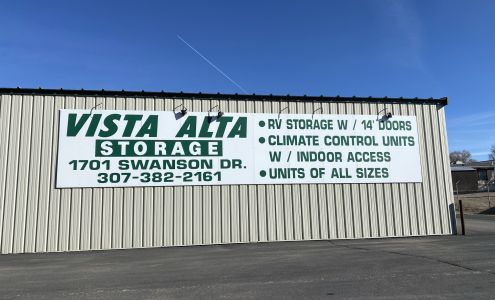 VISTA ALTA
STORAGE
1701 SWANSON DR.
307-382-2161
• RV STORAGE W / 14' DOORS
• CLIMATE CONTROL UNITS
W / INDOOR ACCESS
• UNITS OF ALL SIZES